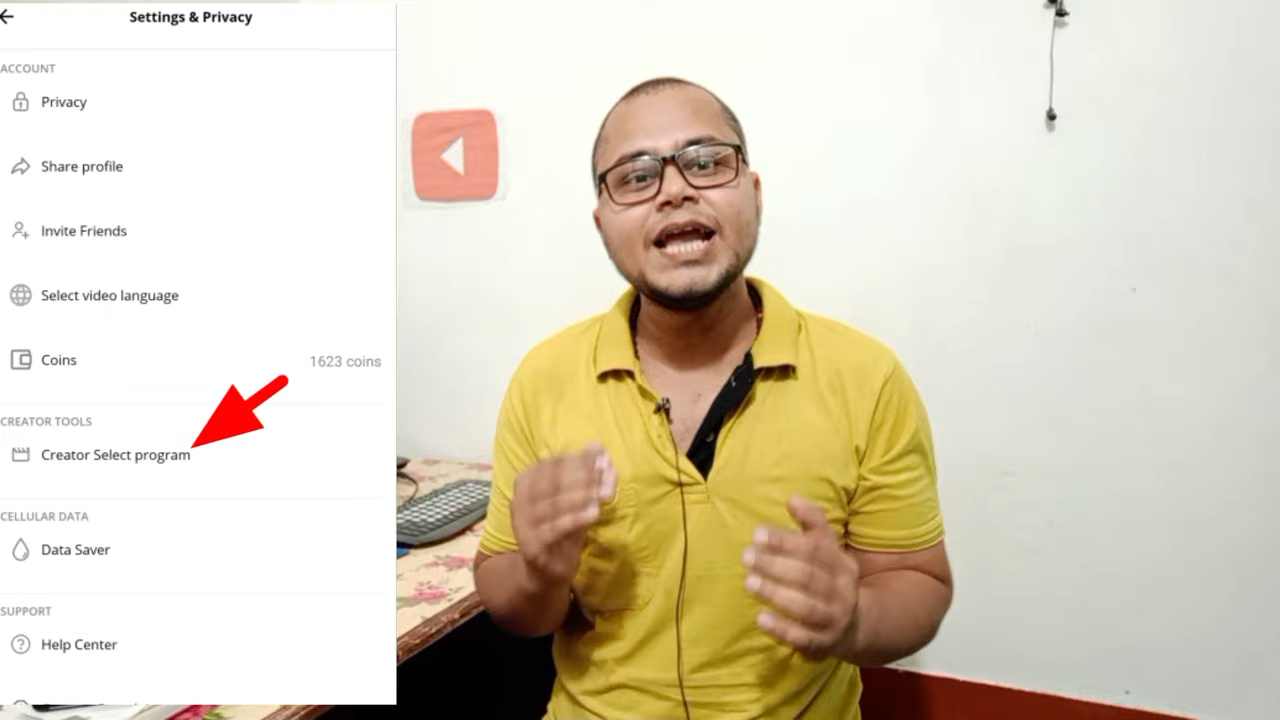 Settings & Privacy
ACCOUNT
Privacy
Share profile
Invite Friends
Select video language
Coins
1623 coins
CREATOR TOOLS
Creator Select program
CELLULAR DATA
Data Saver
SUPPORT
Help Center